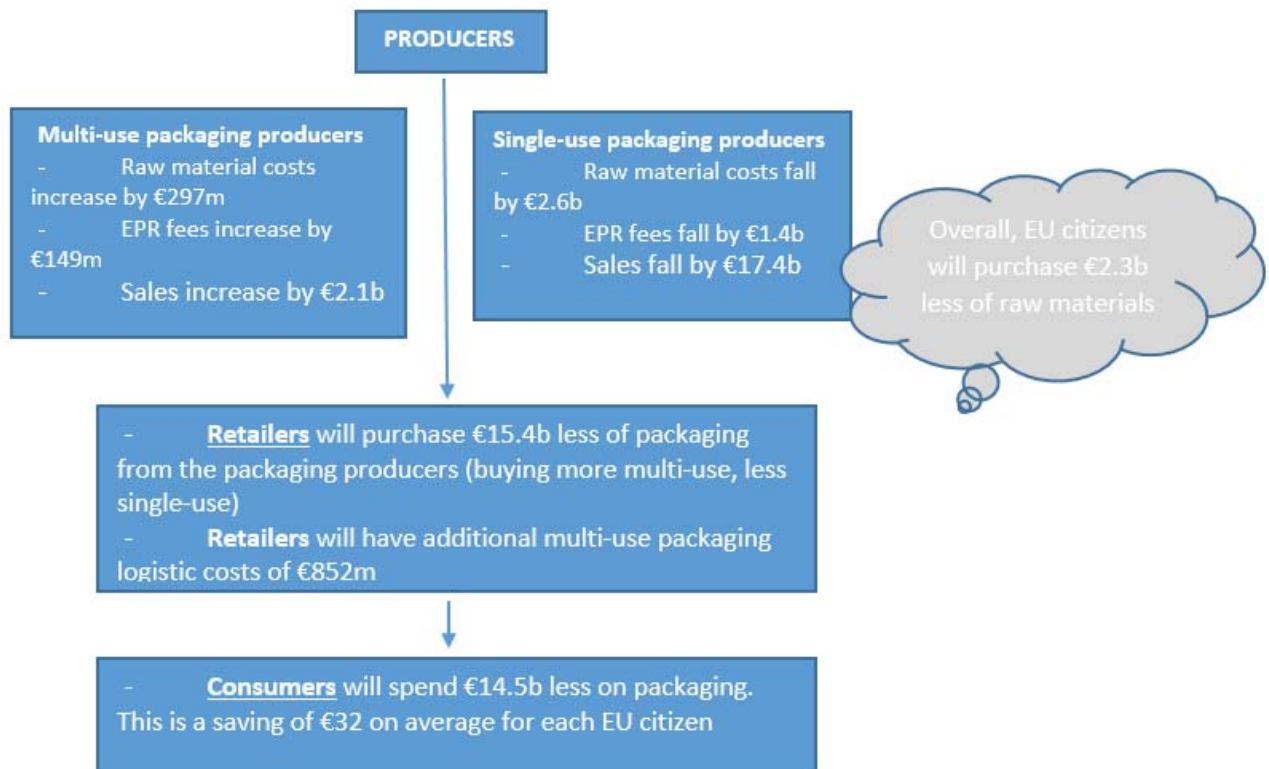 PRODUCERS
Multi-use packaging producers
- Raw material costs
increase by €297m
- EPR fees increase by
€149m
- Sales increase by €2.1b
Single-use packaging producers
- Raw material costs fall
by €2.6b
- EPR fees fall by €1.4b
- Sales fall by €17.4b
Overall, EU citizens
will purchase €2.3b
less of raw materials
- Retailers will purchase €15.4b less of packaging
from the packaging producers (buying more multi-use, less
single-use)
- Retailers will have additional multi-use packaging
logistic costs of €852m
- Consumers will spend €14.5b less on packaging.
This is a saving of €32 on average for each EU citizen